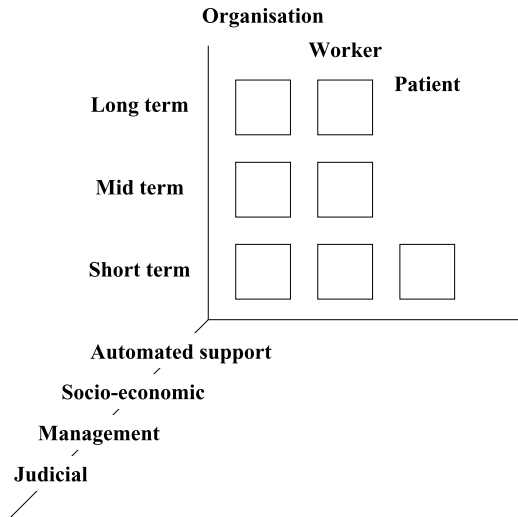 Organisation
Worker
Patient
Long term
Mid term
Short term
Automated support
Socio-economic
Management
Judicial